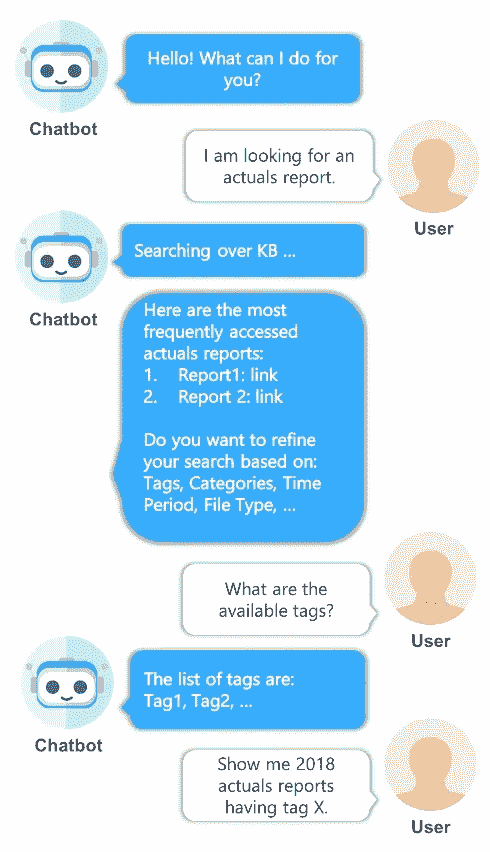 Hello! What can I do for
you?
Chatbot
I am looking for an
actuals report.
User
Searching over KB ...
Chatbot
Here are the most
frequently accessed
actuals reports:
1. Report1: link
2. Report 2: link
Do you want to refine
your search based on:
Tags, Categories, Time
Period, File Type, ...
What are the
available tags?
User
The list of tags are:
Tag1, Tag2, ...
Chatbot
Show me 2018
actuals reports
having tag X.
User